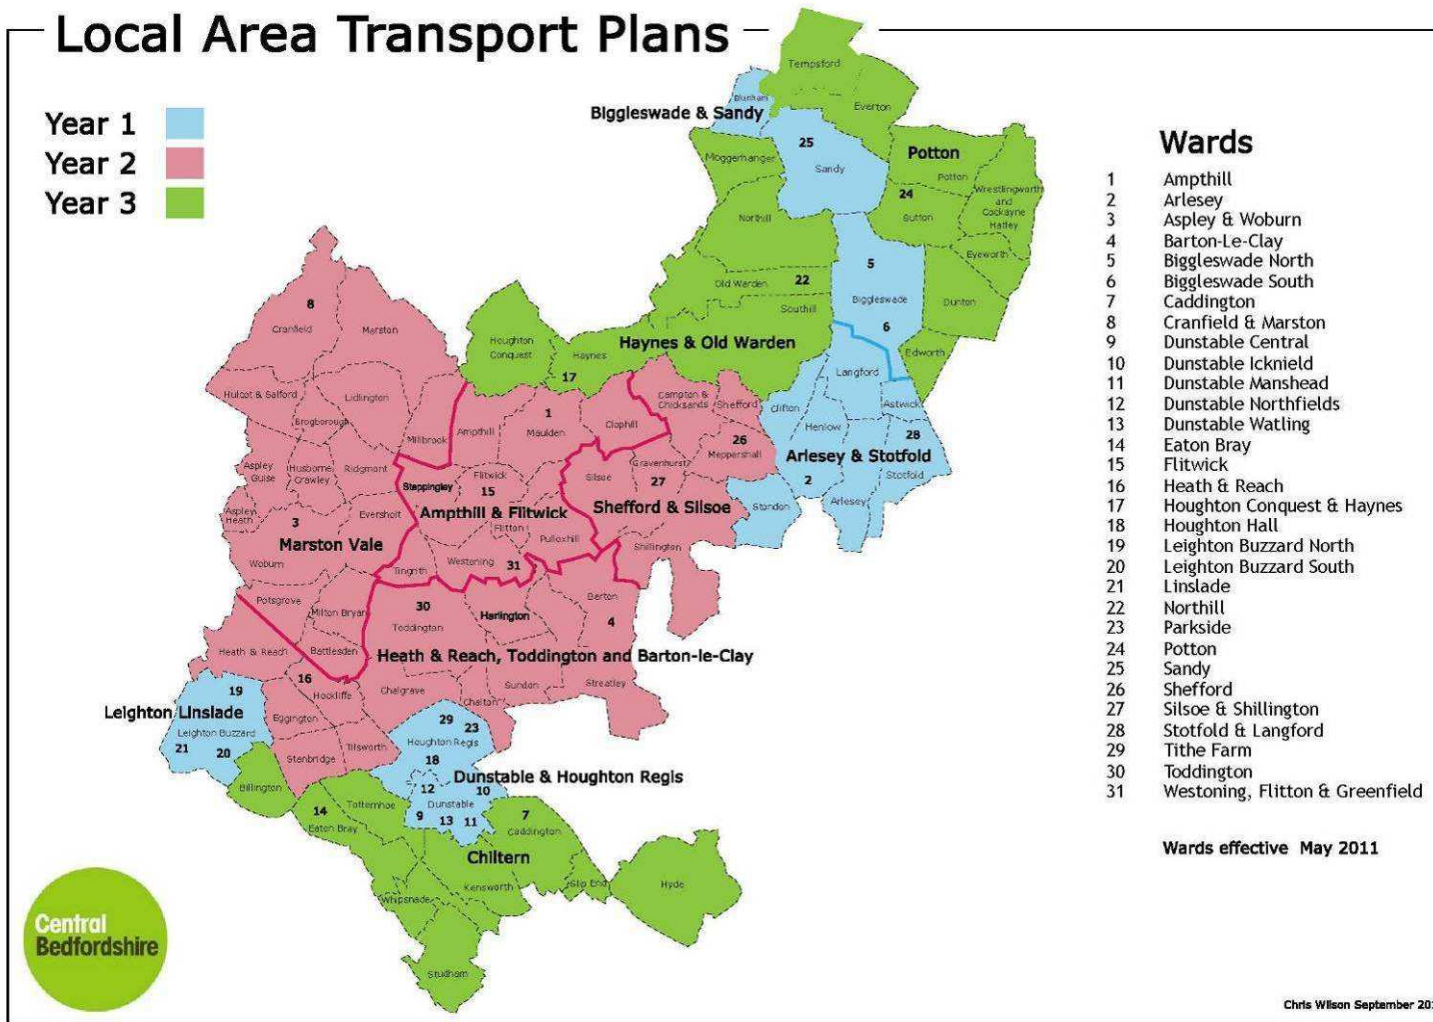 Local Area Transport Plans
Year 1
Year 2
Year 3
Tempsford
Blunham
Everton
Biggleswade & Sandy
25
Sandy
Moggerhanger
Potton
Potton
24
Sutton
Wrestlingworth
and
Cockayne
Hatley
Northill
Eyeworth
5
Old Warden
22
Biggleswade
Dunton
Southill
6
8
Cranfield
Marston
Houghton
Conquest
Haynes
Haynes & Old Warden
Edworth
17
Langford
Hulcot & Salford
Lidlington
Campton &
Chicksands
Shefford
Clifton
Astwick
Brogborough
Millbrook
Ampthill
1
Maulden
Clophill
Henlow
28
26
Meppershall
Arlesey & Stotfold
Aspley
Guise
Husborne
Crawley
Ridgmont
Steppingley
Flitwick
15
Silsoe
Gravenhurst
27
2
Stotfold
Aspley
Heath
3
Eversholt
Ampthill & Flitwick
Shefford & Silsoe
Stondon
Arlesey
Marston Vale
Flitton
Pulloxhill
Shillington
Woburn
Tingrith
Westoning
31
Potsgrove
Milton Bryan
30
Toddington
Harlington
Barton
4
Heath & Reach
Battlesden
Heath & Reach, Toddington and Barton-le-Clay
16
Hockliffe
Chalgrave
Chalton
Sundon
Streatley
19
Leighton Linslade
Leighton Buzzard
21
20
Eggington
Stanbridge
Tilsworth
29
23
Houghton Regis
18
Dunstable & Houghton Regis
Billington
12
10
Dunstable
9
13
11
14
Eaton Bray
Totternhoe
7
Caddington
Chiltern
Kensworth
Whipsnade
Slip End
Hyde
Studham
Wards
1 Ampthill
2 Arlesey
3 Aspley & Woburn
4 Barton-Le-Clay
5 Biggleswade North
6 Biggleswade South
7 Caddington
8 Cranfield & Marston
9 Dunstable Central
10 Dunstable Icknield
11 Dunstable Manshead
12 Dunstable Northfields
13 Dunstable Watling
14 Eaton Bray
15 Flitwick
16 Heath & Reach
17 Houghton Conquest & Haynes
18 Houghton Hall
19 Leighton Buzzard North
20 Leighton Buzzard South
21 Linslade
22 Northill
23 Parkside
24 Potton
25 Sandy
26 Shefford
27 Silsoe & Shillington
28 Stotfold & Langford
29 Tithe Farm
30 Toddington
31 Westoning, Flitton & Greenfield
Wards effective May 2011
Central
Bedfordshire
Chris Wilson September